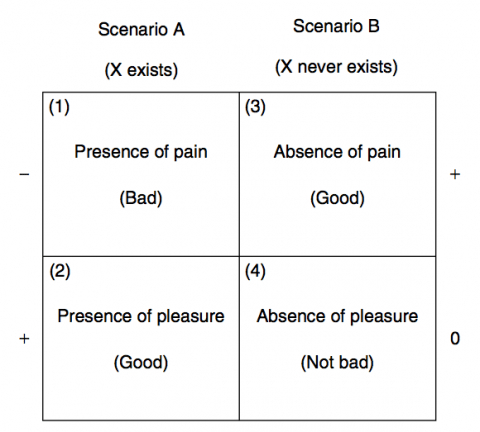 Scenario A
Scenario B
(X exists)
(X never exists)
(1)
(3)
Presence of pain
Absence of pain
−
(Bad)
(Good)
+
(2)
(4)
Presence of pleasure
Absence of pleasure
+
(Good)
(Not bad)
0